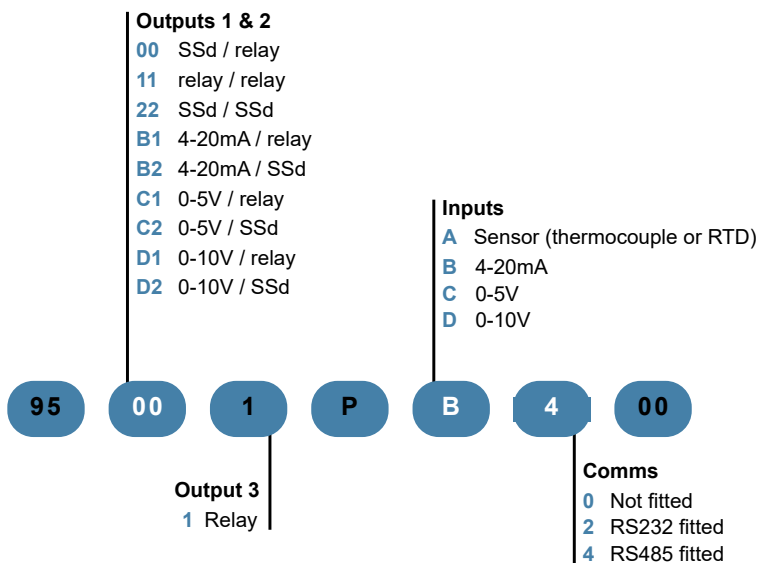 Outputs 1 & 2
00 SSd / relay
11 relay / relay
22 SSd / SSd
B1 4-20mA / relay
B2 4-20mA / SSd
C1 0-5V / relay
C2 0-5V / SSd
D1 0-10V / relay
D2 0-10V / SSd
Inputs
A Sensor (thermocouple or RTD)
B 4-20mA
C 0-5V
D 0-10V
95 00 1 P B 4 00
Output 3
1 Relay
Comms
0 Not fitted
2 RS232 fitted
4 RS485 fitted